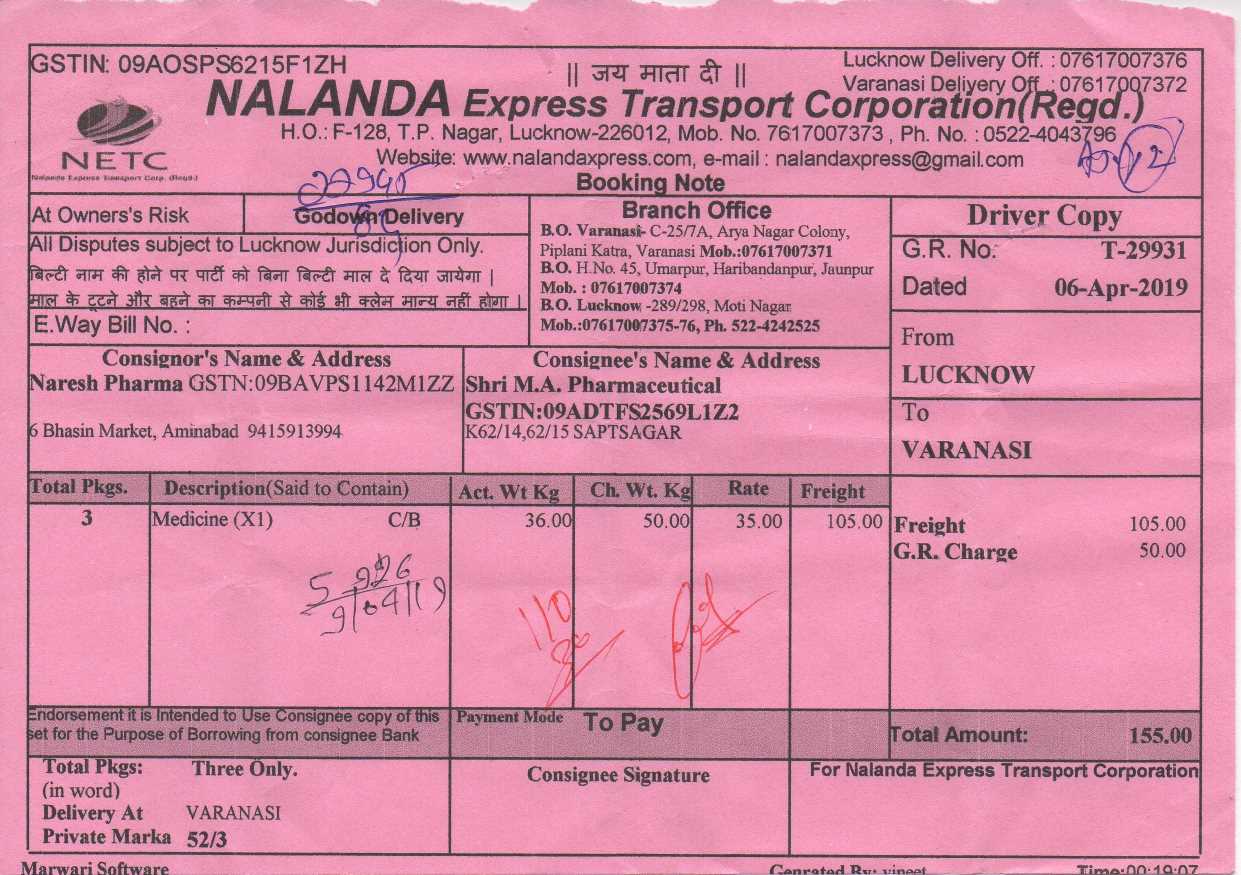 GSTIN: 09AOSPS6215F1ZH
|| जय माता दी ||
Lucknow Delivery Off. : 07617007376
Varanasi Deliyery Off. : 07617007372
NALANDA Express Transport Corporation(Regd.)
H.O.: F-128, T.P. Nagar, Lucknow-226012, Mob. No. 7617007373 , Ph. No. : 0522-4043796
NETC
Nalanda Express Transport Corp. (Regd.)
Website: www.nalandaxpress.com, e-mail : nalandaxpress@gmail.com
Booking Note
At Owners's Risk
Godown Delivery
All Disputes subject to Lucknow Jurisdiction Only.
बिल्टी नाम की होने पर पार्टी को बिना बिल्टी माल दे दिया जायेगा |
माल के टूटने और बहने का कम्पनी से कोई भी क्लेम मान्य नहीं होगा |
E.Way Bill No. :
Branch Office
B.O. Varanasi- C-25/7A, Arya Nagar Colony,
Piplani Katra, Varanasi Mob.:07617007371
B.O. H.No. 45, Umarpur, Haribandanpur, Jaunpur
Mob. : 07617007374
B.O. Lucknow -289/298, Moti Nagar
Mob.:07617007375-76, Ph. 522-4242525
Driver Copy
G.R. No: T-29931
Dated 06-Apr-2019
From
LUCKNOW
To
VARANASI
Consignor's Name & Address
Naresh Pharma GSTN:09BAVPS1142M1ZZ
6 Bhasin Market, Aminabad 9415913994
Consignee's Name & Address
Shri M.A. Pharmaceutical
GSTIN:09ADTFS2569L1Z2
K62/14,62/15 SAPTSAGAR
Total Pkgs. Description(Said to Contain) Act. Wt Kg Ch. Wt. Kg Rate Freight
3 Medicine (X1) C/B 36.00 50.00 35.00 105.00
Freight 105.00
G.R. Charge 50.00
110
Endorsement it is Intended to Use Consignee copy of this
set for the Purpose of Borrowing from consignee Bank
Payment Mode To Pay
Total Amount: 155.00
Total Pkgs: Three Only.
(in word)
Delivery At VARANASI
Private Marka 52/3
Consignee Signature
For Nalanda Express Transport Corporation
Marwari Software
Genrated By: vineet
Time:00:19:07